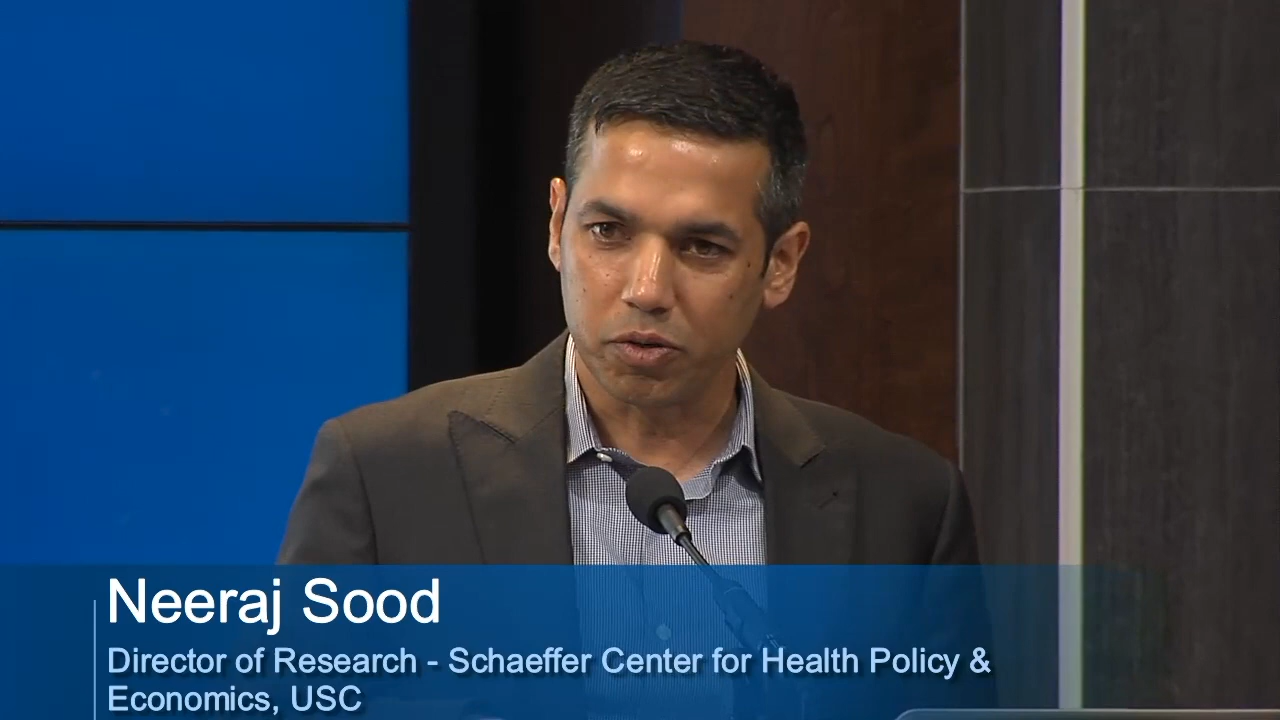 Neeraj Sood
Director of Research - Schaeffer Center for Health Policy &
Economics, USC